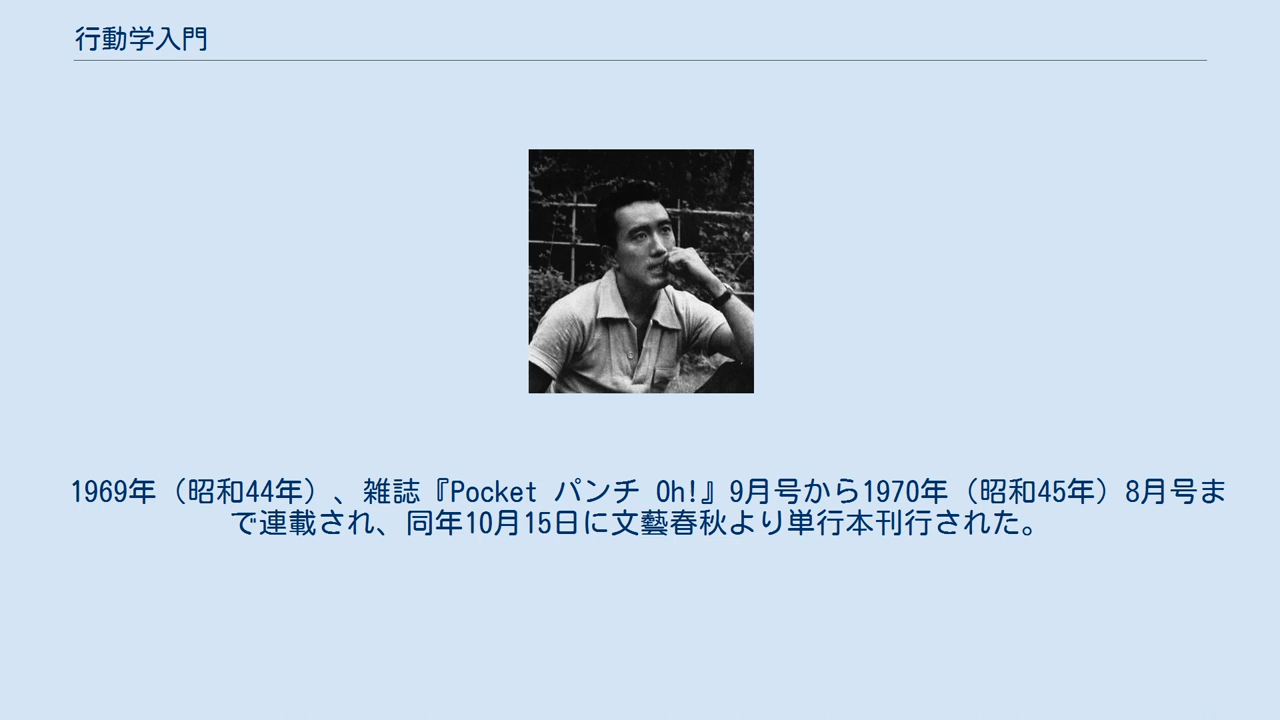 行動学入門
1969年（昭和44年）、雑誌『Pocket パンチ Oh!』9月号から1970年（昭和45年）8月号ま
で連載され、同年10月15日に文藝春秋より単行本刊行された。